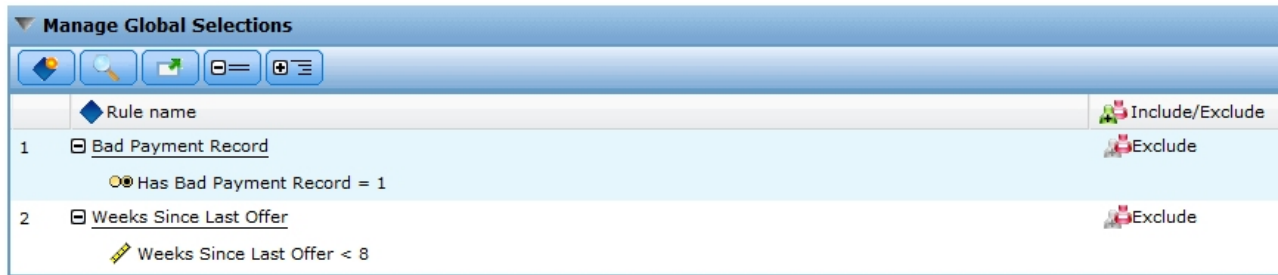 Manage Global Selections
Rule name Include/Exclude
1 Bad Payment Record Exclude
Has Bad Payment Record = 1
2 Weeks Since Last Offer Exclude
Weeks Since Last Offer < 8